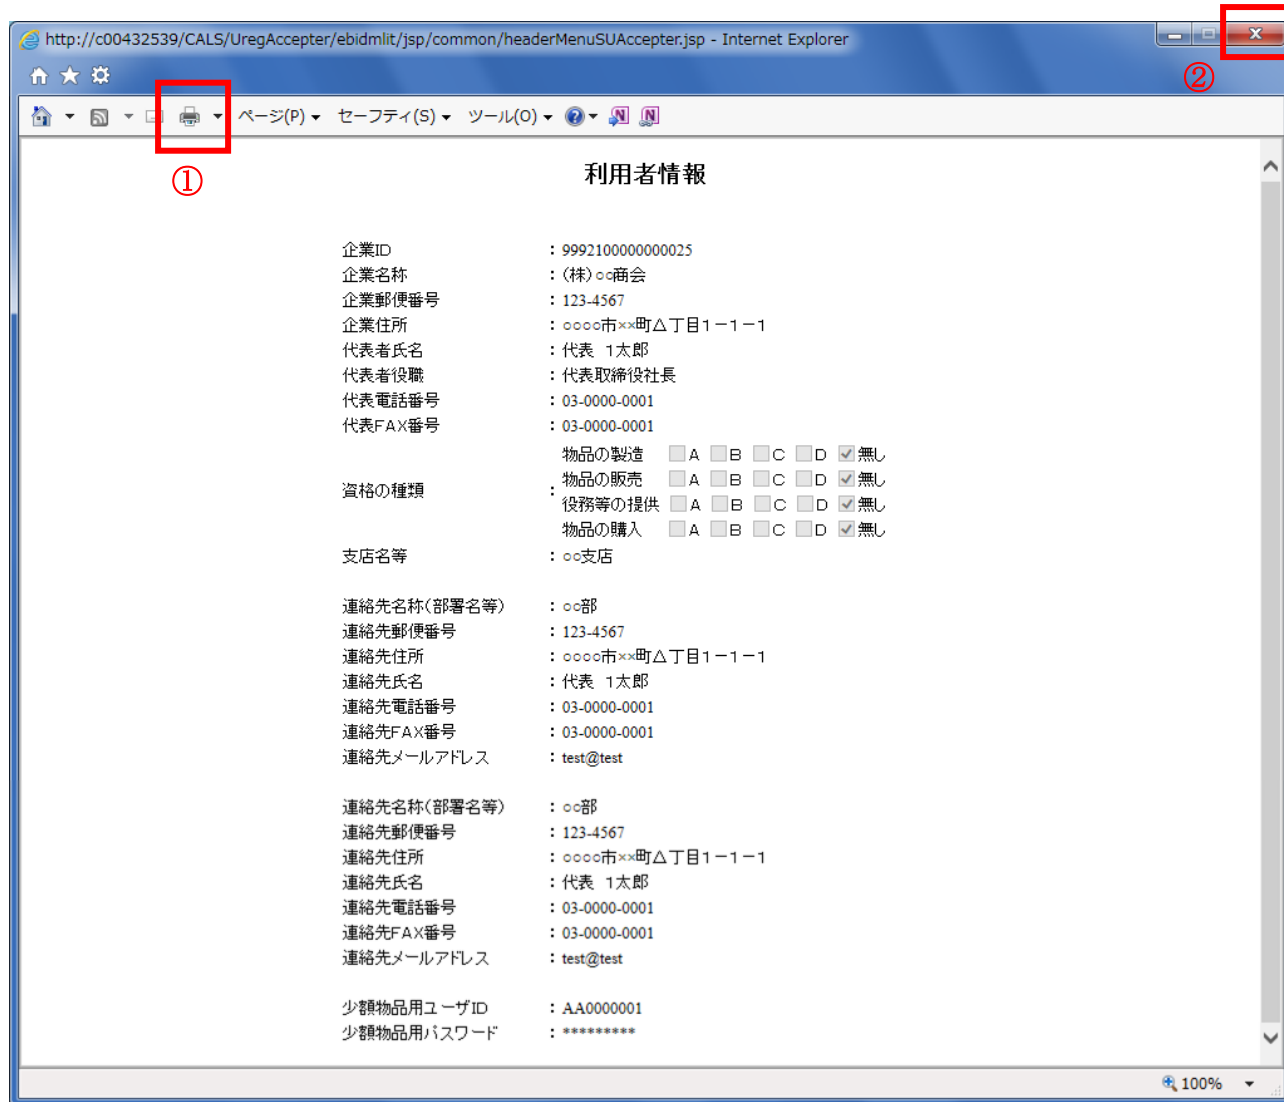 http://c00432539/CALS/UregAccepter/ebidmlit/jsp/common/headerMenuSUAccepter.jsp - Internet Explorer
②
ページ(P) セーフティ(S) ツール(O)
①
利用者情報
企業ID : 9992100000000025
企業名称 : (株)○○商会
企業郵便番号 : 123-4567
企業住所 : ○○○○市××町△丁目1-1-1
代表者氏名 : 代表 1太郎
代表者役職 : 代表取締役社長
代表電話番号 : 03-0000-0001
代表FAX番号 : 03-0000-0001
資格の種類 :
物品の製造 A B C D 無し
物品の販売 A B C D 無し
役務等の提供 A B C D 無し
物品の購入 A B C D 無し
支店名等 : ○○支店
連絡先名称(部署名等) : ○○部
連絡先郵便番号 : 123-4567
連絡先住所 : ○○○○市××町△丁目1-1-1
連絡先氏名 : 代表 1太郎
連絡先電話番号 : 03-0000-0001
連絡先FAX番号 : 03-0000-0001
連絡先メールアドレス : test@test
連絡先名称(部署名等) : ○○部
連絡先郵便番号 : 123-4567
連絡先住所 : ○○○○市××町△丁目1-1-1
連絡先氏名 : 代表 1太郎
連絡先電話番号 : 03-0000-0001
連絡先FAX番号 : 03-0000-0001
連絡先メールアドレス : test@test
少額物品用ユーザID : AA0000001
少額物品用パスワード : *********
100%